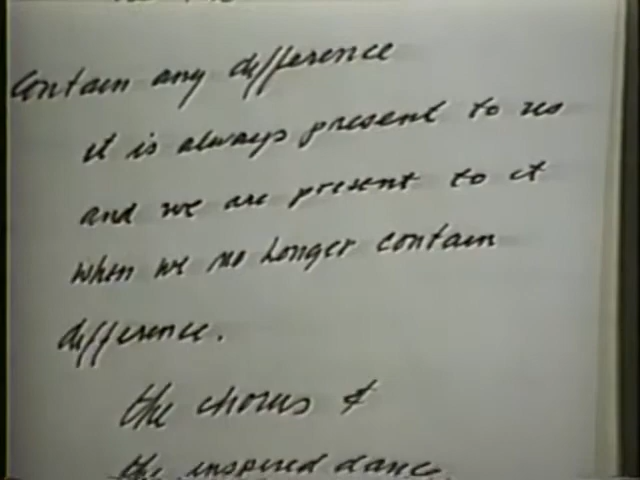 contain any difference
it is always present to us
and we are present to it
when we no longer contain
difference.
the chorus &
the inspired dance